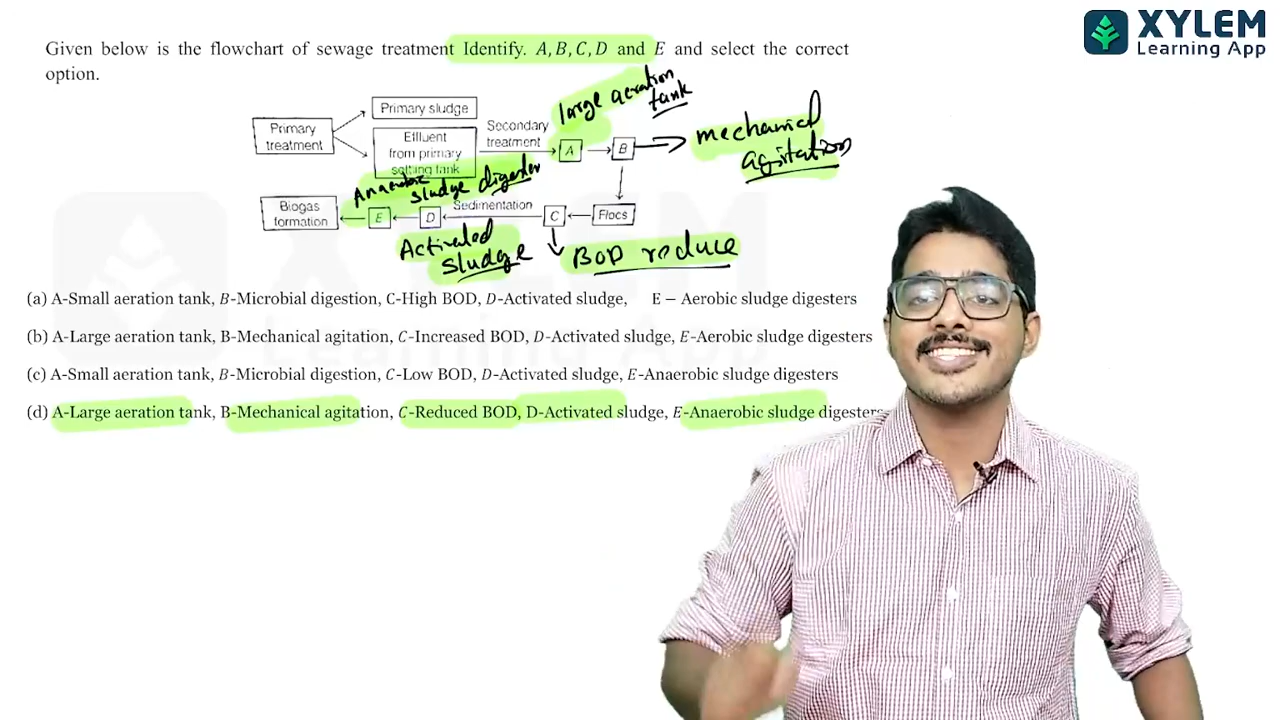 XYLEM
Learning App
Given below is the flowchart of sewage treatment Identify. A, B, C, D and E and select the correct
option.
large aeration
tank
Primary sludge
Primary
treatment
Effluent
from primary
settling tank
Secondary
treatment
A
B
mechanical
agitation
Anaerobic
sludge digester
Biogas
formation
E
D
Sedimentation
C
Flocs
Activated
sludge
BOD reduce
(a) A-Small aeration tank, B-Microbial digestion, C-High BOD, D-Activated sludge, E – Aerobic sludge digesters
(b) A-Large aeration tank, B-Mechanical agitation, C-Increased BOD, D-Activated sludge, E-Aerobic sludge digesters
(c) A-Small aeration tank, B-Microbial digestion, C-Low BOD, D-Activated sludge, E-Anaerobic sludge digesters
(d) A-Large aeration tank, B-Mechanical agitation, C-Reduced BOD, D-Activated sludge, E-Anaerobic sludge digesters